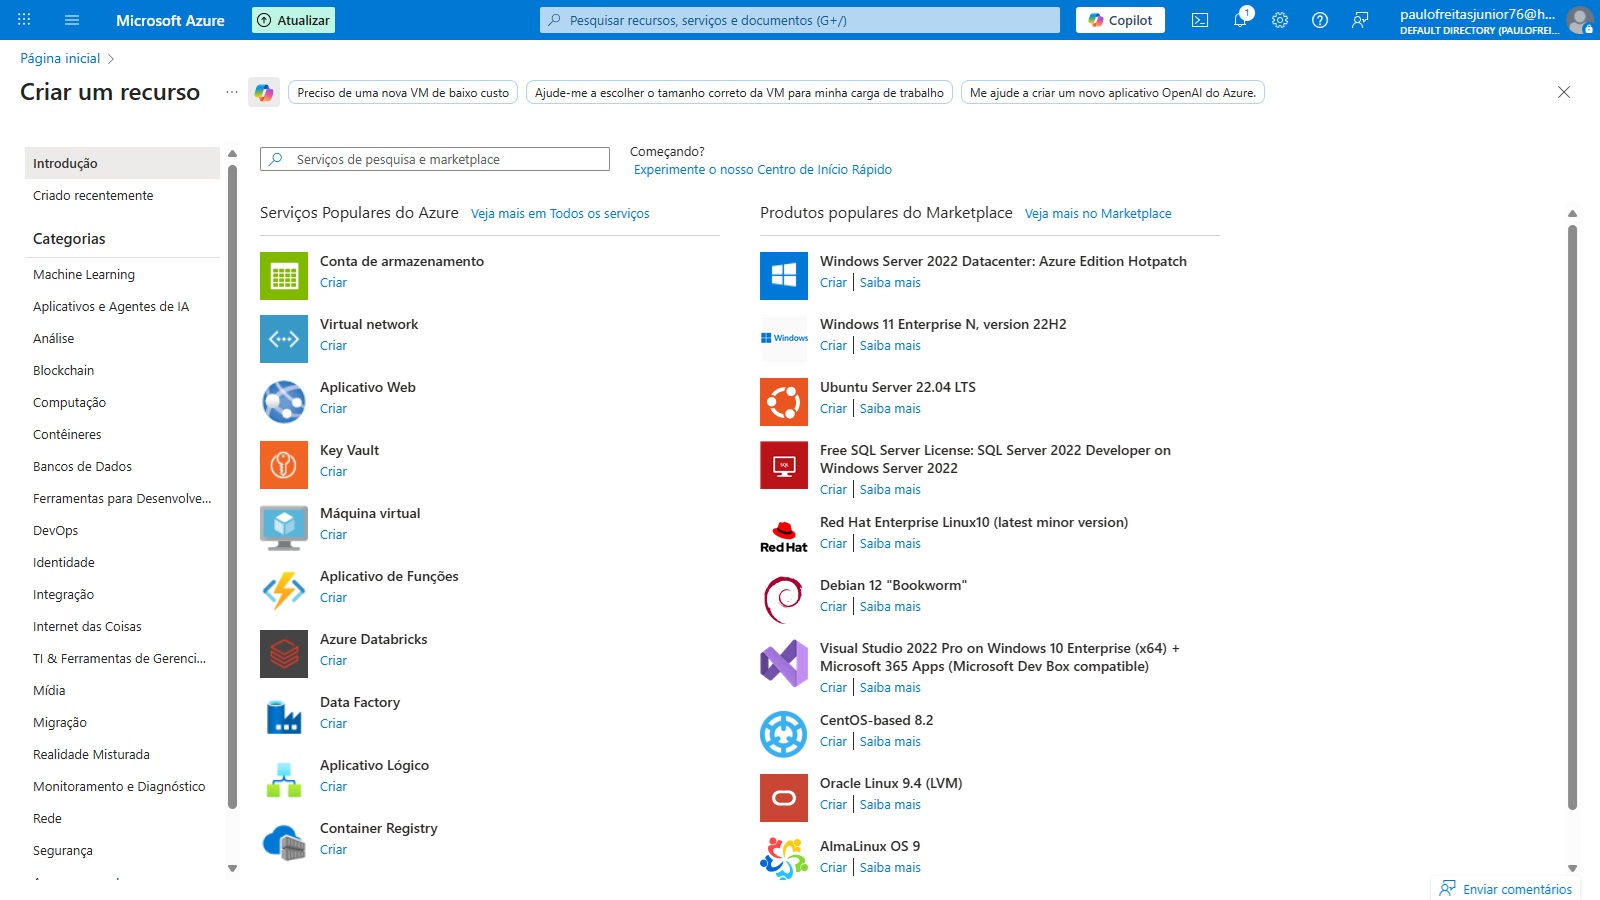 Microsoft Azure
Atualizar
Pesquisar recursos, serviços e documentos (G+/)
Copilot
1
paulofreitasjunior76@h...
DEFAULT DIRECTORY (PAULOFREI...
Página inicial
Criar um recurso
...
Preciso de uma nova VM de baixo custo
Ajude-me a escolher o tamanho correto da VM para minha carga de trabalho
Me ajude a criar um novo aplicativo OpenAI do Azure.
Introdução
Criado recentemente
Categorias
Machine Learning
Aplicativos e Agentes de IA
Análise
Blockchain
Computação
Contêineres
Bancos de Dados
Ferramentas para Desenvolve...
DevOps
Identidade
Integração
Internet das Coisas
TI & Ferramentas de Gerenci...
Mídia
Migração
Realidade Misturada
Monitoramento e Diagnóstico
Rede
Segurança
Serviços de pesquisa e marketplace
Começando?
Experimente o nosso Centro de Início Rápido
Serviços Populares do Azure Veja mais em Todos os serviços
Conta de armazenamento
Criar
Virtual network
Criar
Aplicativo Web
Criar
Key Vault
Criar
Máquina virtual
Criar
Aplicativo de Funções
Criar
Azure Databricks
Criar
Data Factory
Criar
Aplicativo Lógico
Criar
Container Registry
Criar
Produtos populares do Marketplace Veja mais no Marketplace
Windows Server 2022 Datacenter: Azure Edition Hotpatch
Criar | Saiba mais
Windows
Windows 11 Enterprise N, version 22H2
Criar | Saiba mais
Ubuntu Server 22.04 LTS
Criar | Saiba mais
SQL
Free SQL Server License: SQL Server 2022 Developer on
Windows Server 2022
Criar | Saiba mais
Red Hat
Red Hat Enterprise Linux10 (latest minor version)
Criar | Saiba mais
Debian 12 "Bookworm"
Criar | Saiba mais
Visual Studio 2022 Pro on Windows 10 Enterprise (x64) +
Microsoft 365 Apps (Microsoft Dev Box compatible)
Criar | Saiba mais
CentOS-based 8.2
Criar | Saiba mais
Oracle Linux 9.4 (LVM)
Criar | Saiba mais
AlmaLinux OS 9
Criar | Saiba mais
Enviar comentários